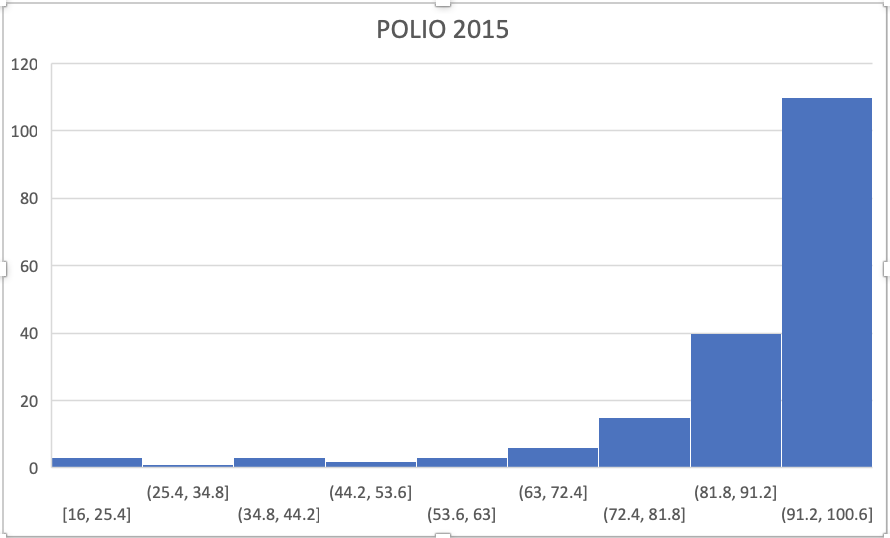 POLIO 2015
120
100
80
60
40
20
0
(25.4, 34.8] (44.2, 53.6] (63, 72.4] (81.8, 91.2]
[16, 25.4] (34.8, 44.2] (53.6, 63] (72.4, 81.8] (91.2, 100.6]